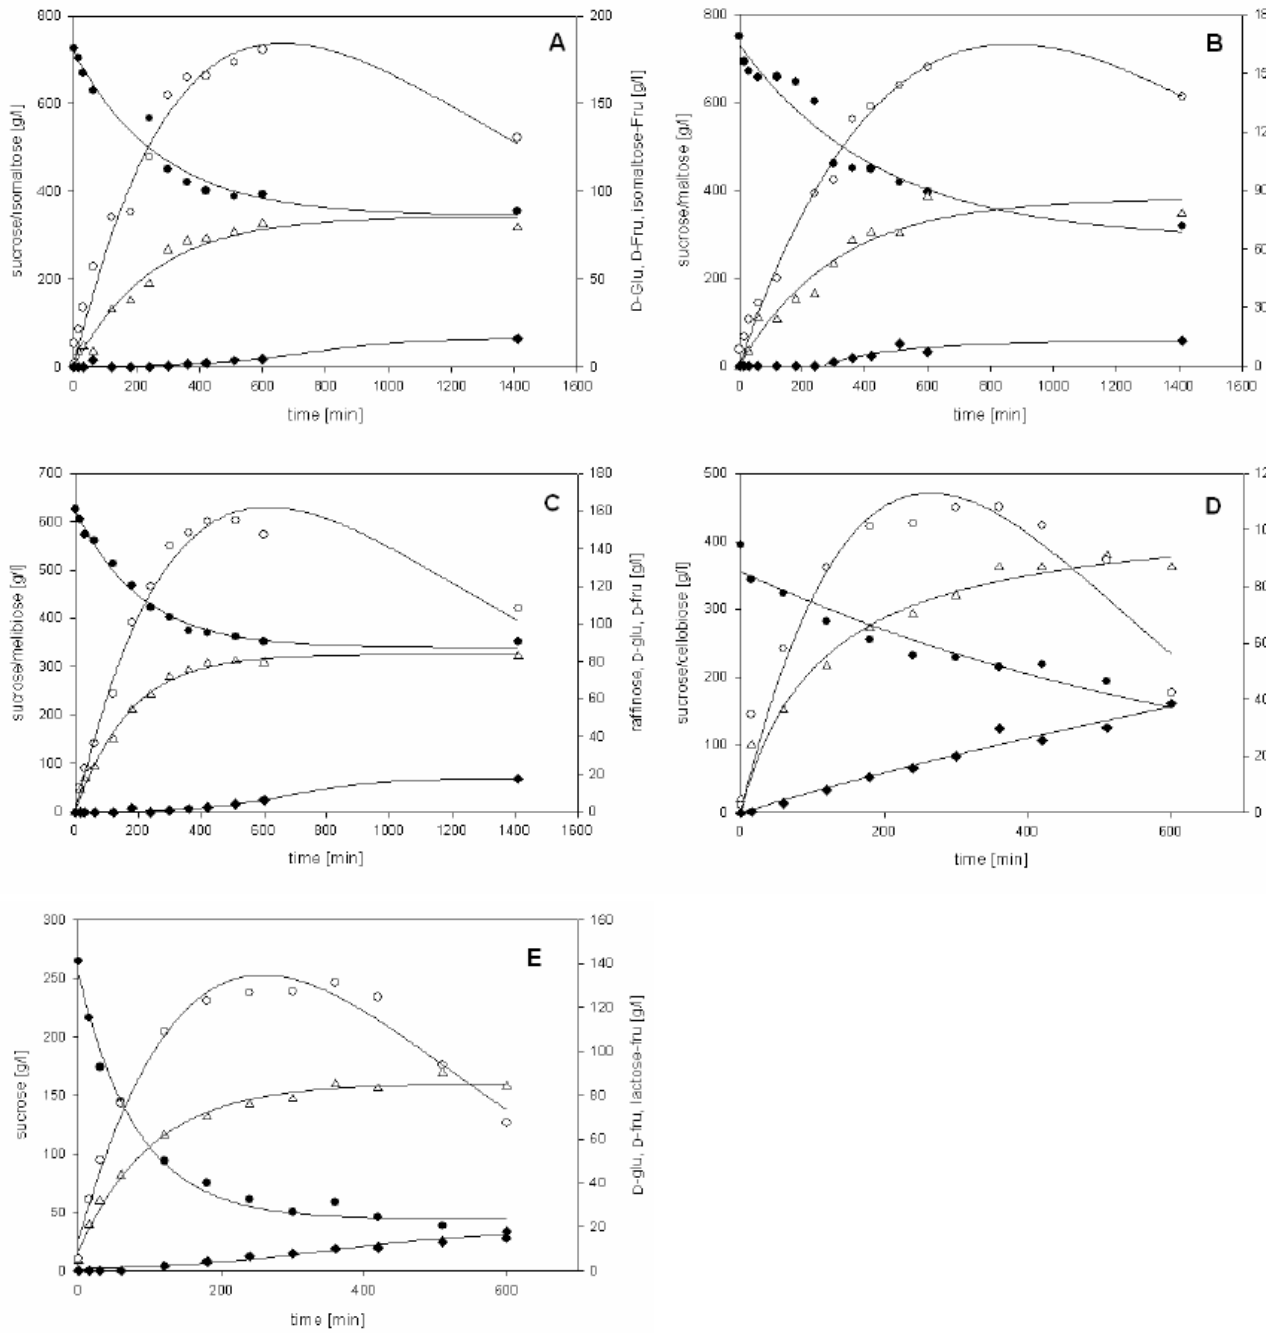 A
sucrose/isomaltose [g/l]
800
600
400
200
0
200
150
100
50
0
D-Glu, D-Fru, isomaltose-Fru [g/l]
0 200 400 600 800 1000 1200 1400 1600
time [min]
B
sucrose/maltose [g/l]
800
600
400
200
0
0 200 400 600 800 1000 1200 1400
time [min]
C
sucrose/melibiose [g/l]
700
600
500
400
300
200
100
0
180
160
140
120
100
80
60
40
20
0
raffinose, D-glu, D-fru [g/l]
0 200 400 600 800 1000 1200 1400 1600
time [min]
D
sucrose/cellobiose [g/l]
500
400
300
200
100
0
80
60
40
20
0
0 200 400 600
time [min]
E
sucrose [g/l]
300
250
200
150
100
50
0
160
140
120
100
80
60
40
20
0
D-glu, D-fru, lactose-fru [g/l]
0 200 400 600
time [min]